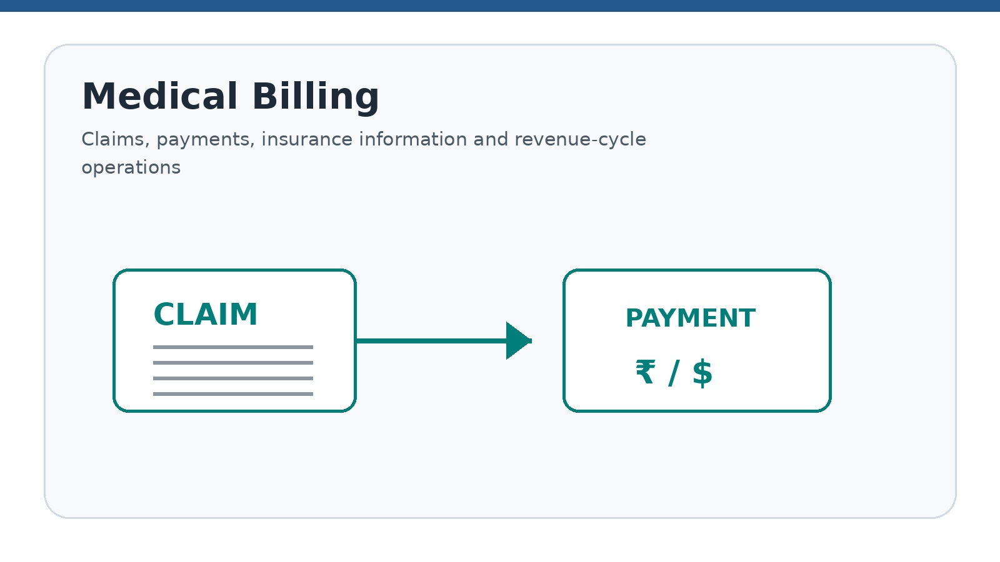 Medical Billing
Claims, payments, insurance information and revenue-cycle
operations
CLAIM
PAYMENT
₹ / $